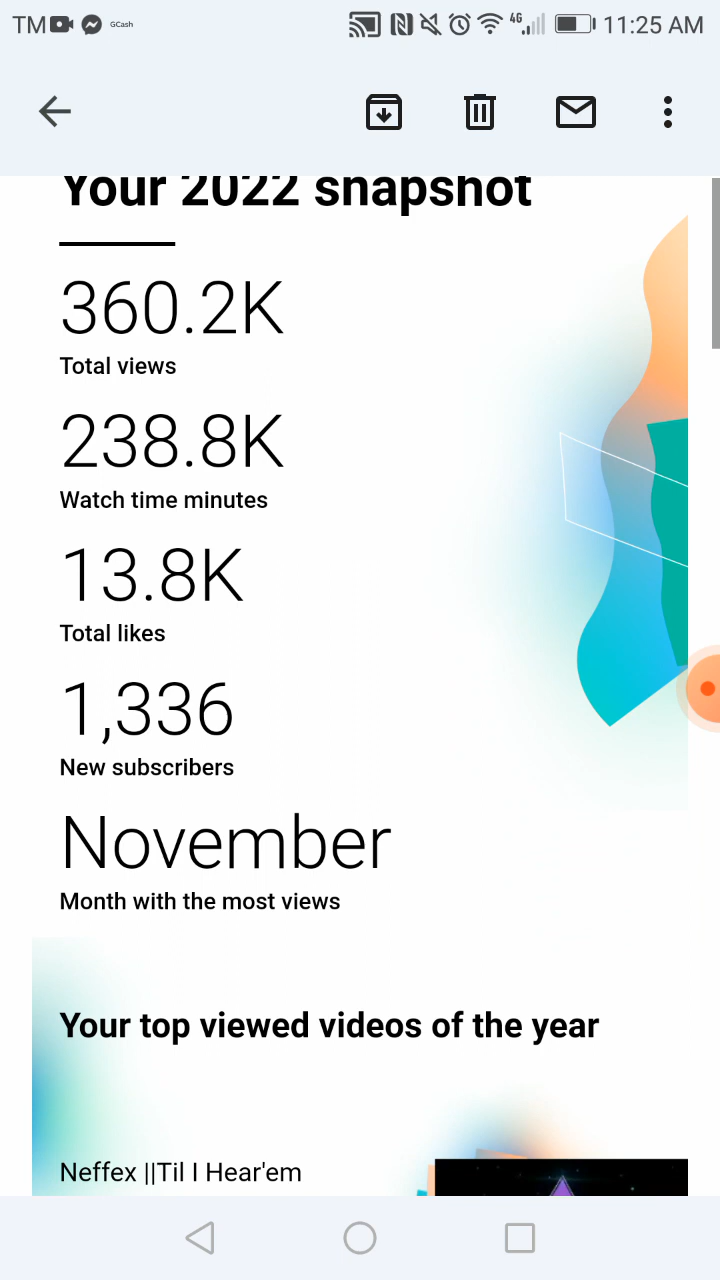 TM GCash 4G 11:25 AM
Your 2022 snapshot
360.2K
Total views
238.8K
Watch time minutes
13.8K
Total likes
1,336
New subscribers
November
Month with the most views
Your top viewed videos of the year
Neffex ||Til I Hear'em